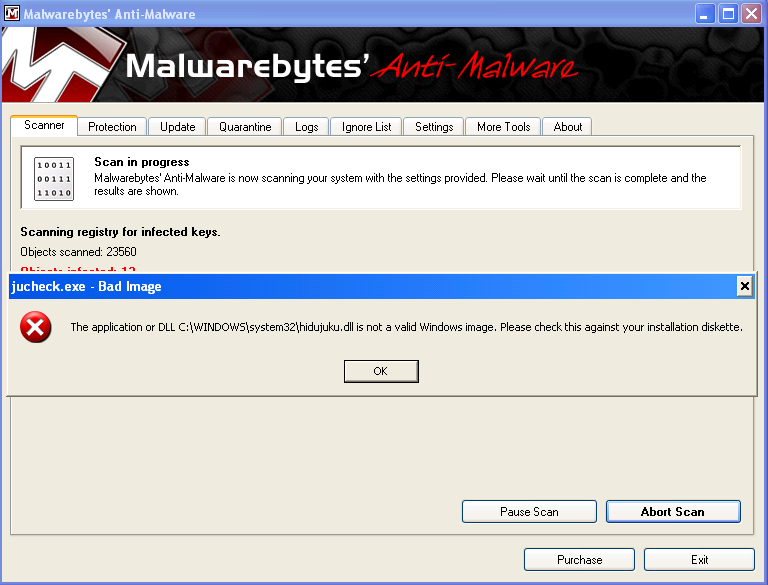 Malwarebytes' Anti-Malware
Malwarebytes' Anti-Malware
Scanner Protection Update Quarantine Logs Ignore List Settings More Tools About
10011
00111
11010
Scan in progress
Malwarebytes' Anti-Malware is now scanning your system with the settings provided. Please wait until the scan is complete and the
results are shown.
Scanning registry for infected keys.
Objects scanned: 23560
Objects infected: 12
jucheck.exe - Bad Image
The application or DLL C:\WINDOWS\system32\hidujuku.dll is not a valid Windows image. Please check this against your installation diskette.
OK
Pause Scan Abort Scan
Purchase Exit